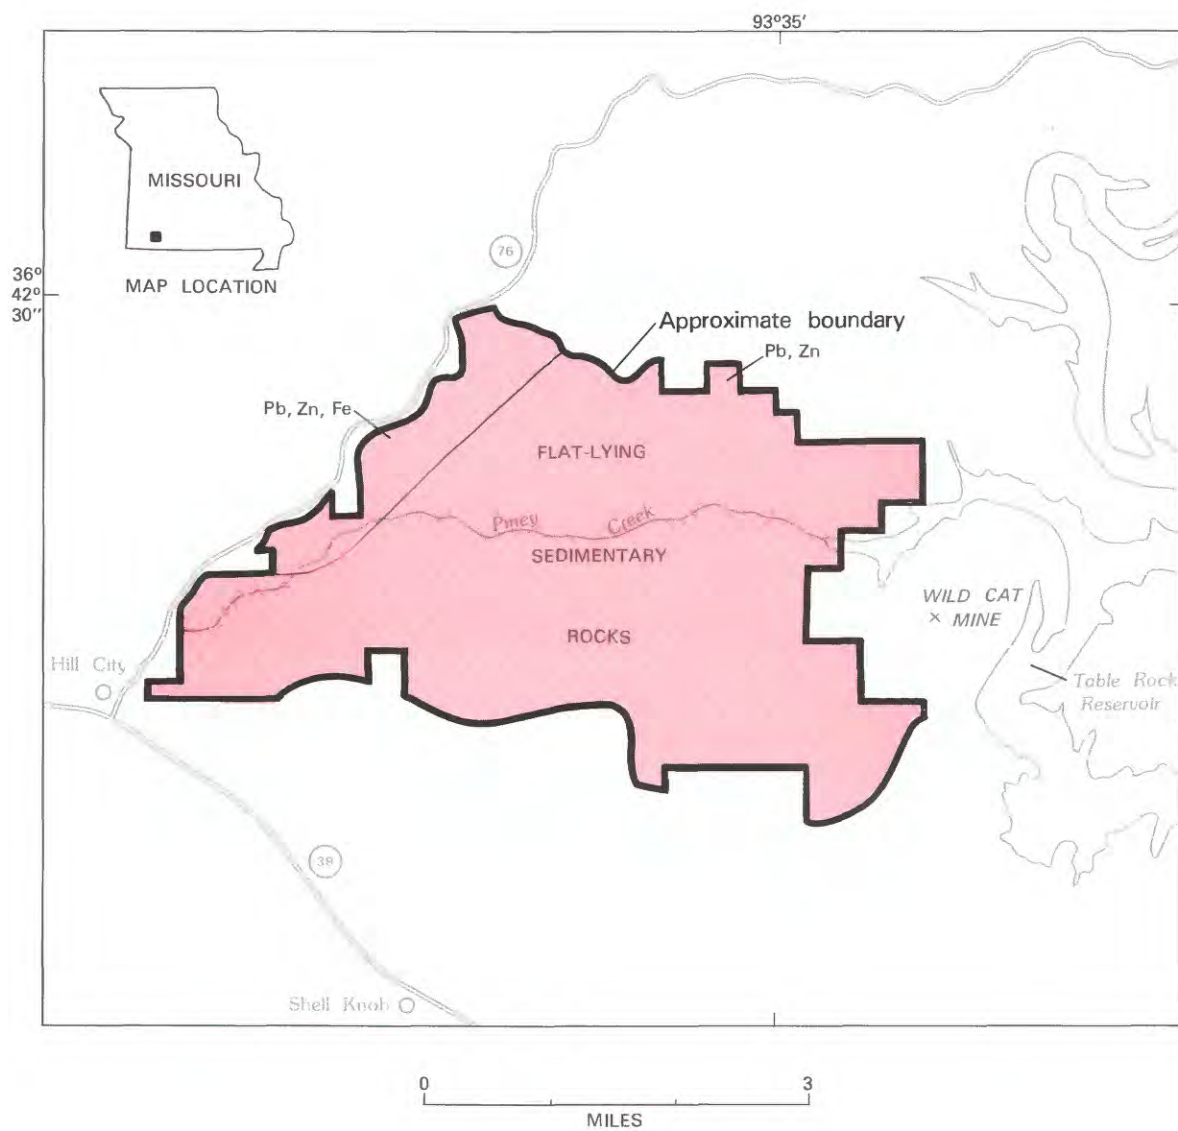 93°35'
MISSOURI
MAP LOCATION
36°
42°
30"
76
Approximate boundary
Pb, Zn
Pb, Zn, Fe
FLAT-LYING
Piney Creek
SEDIMENTARY
WILD CAT
× MINE
ROCKS
Hill City
Table Rock
Reservoir
39
Shell Knob
0 3
MILES